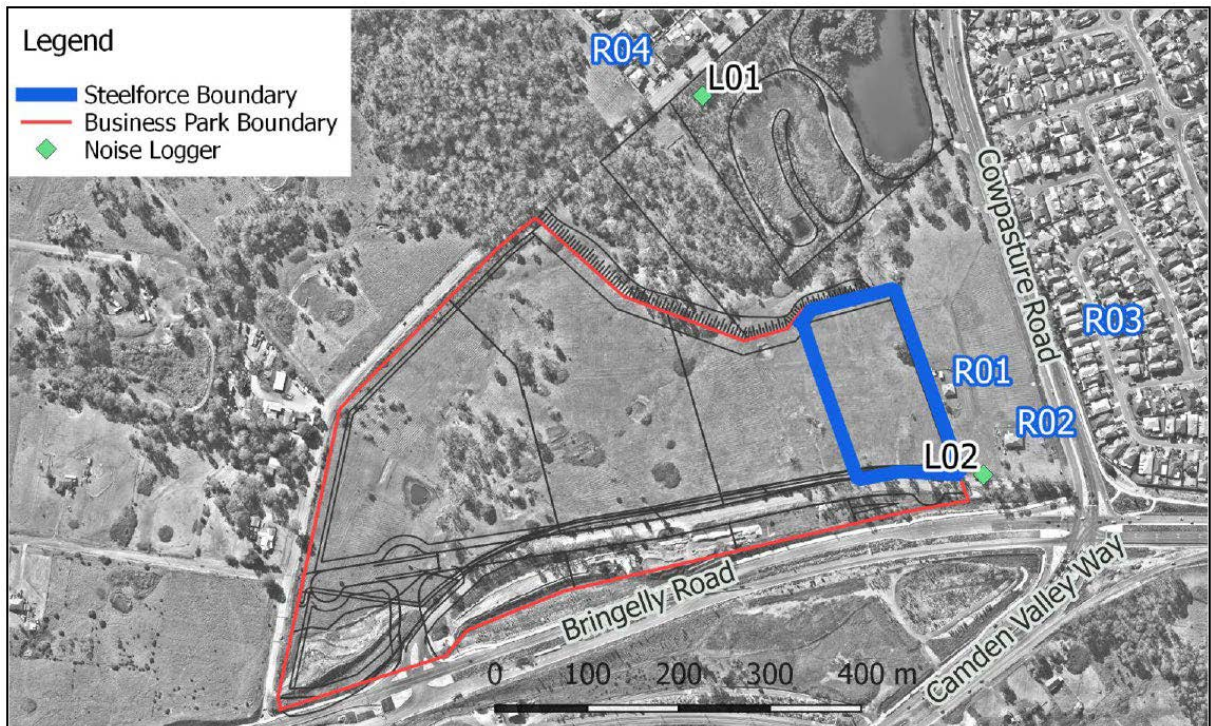 Legend
Steelforce Boundary
Business Park Boundary
Noise Logger
R04
L01
Cowpasture Road
R03
R01
R02
L02
Bringelly Road
Camden Valley Way
0 100 200 300 400 m